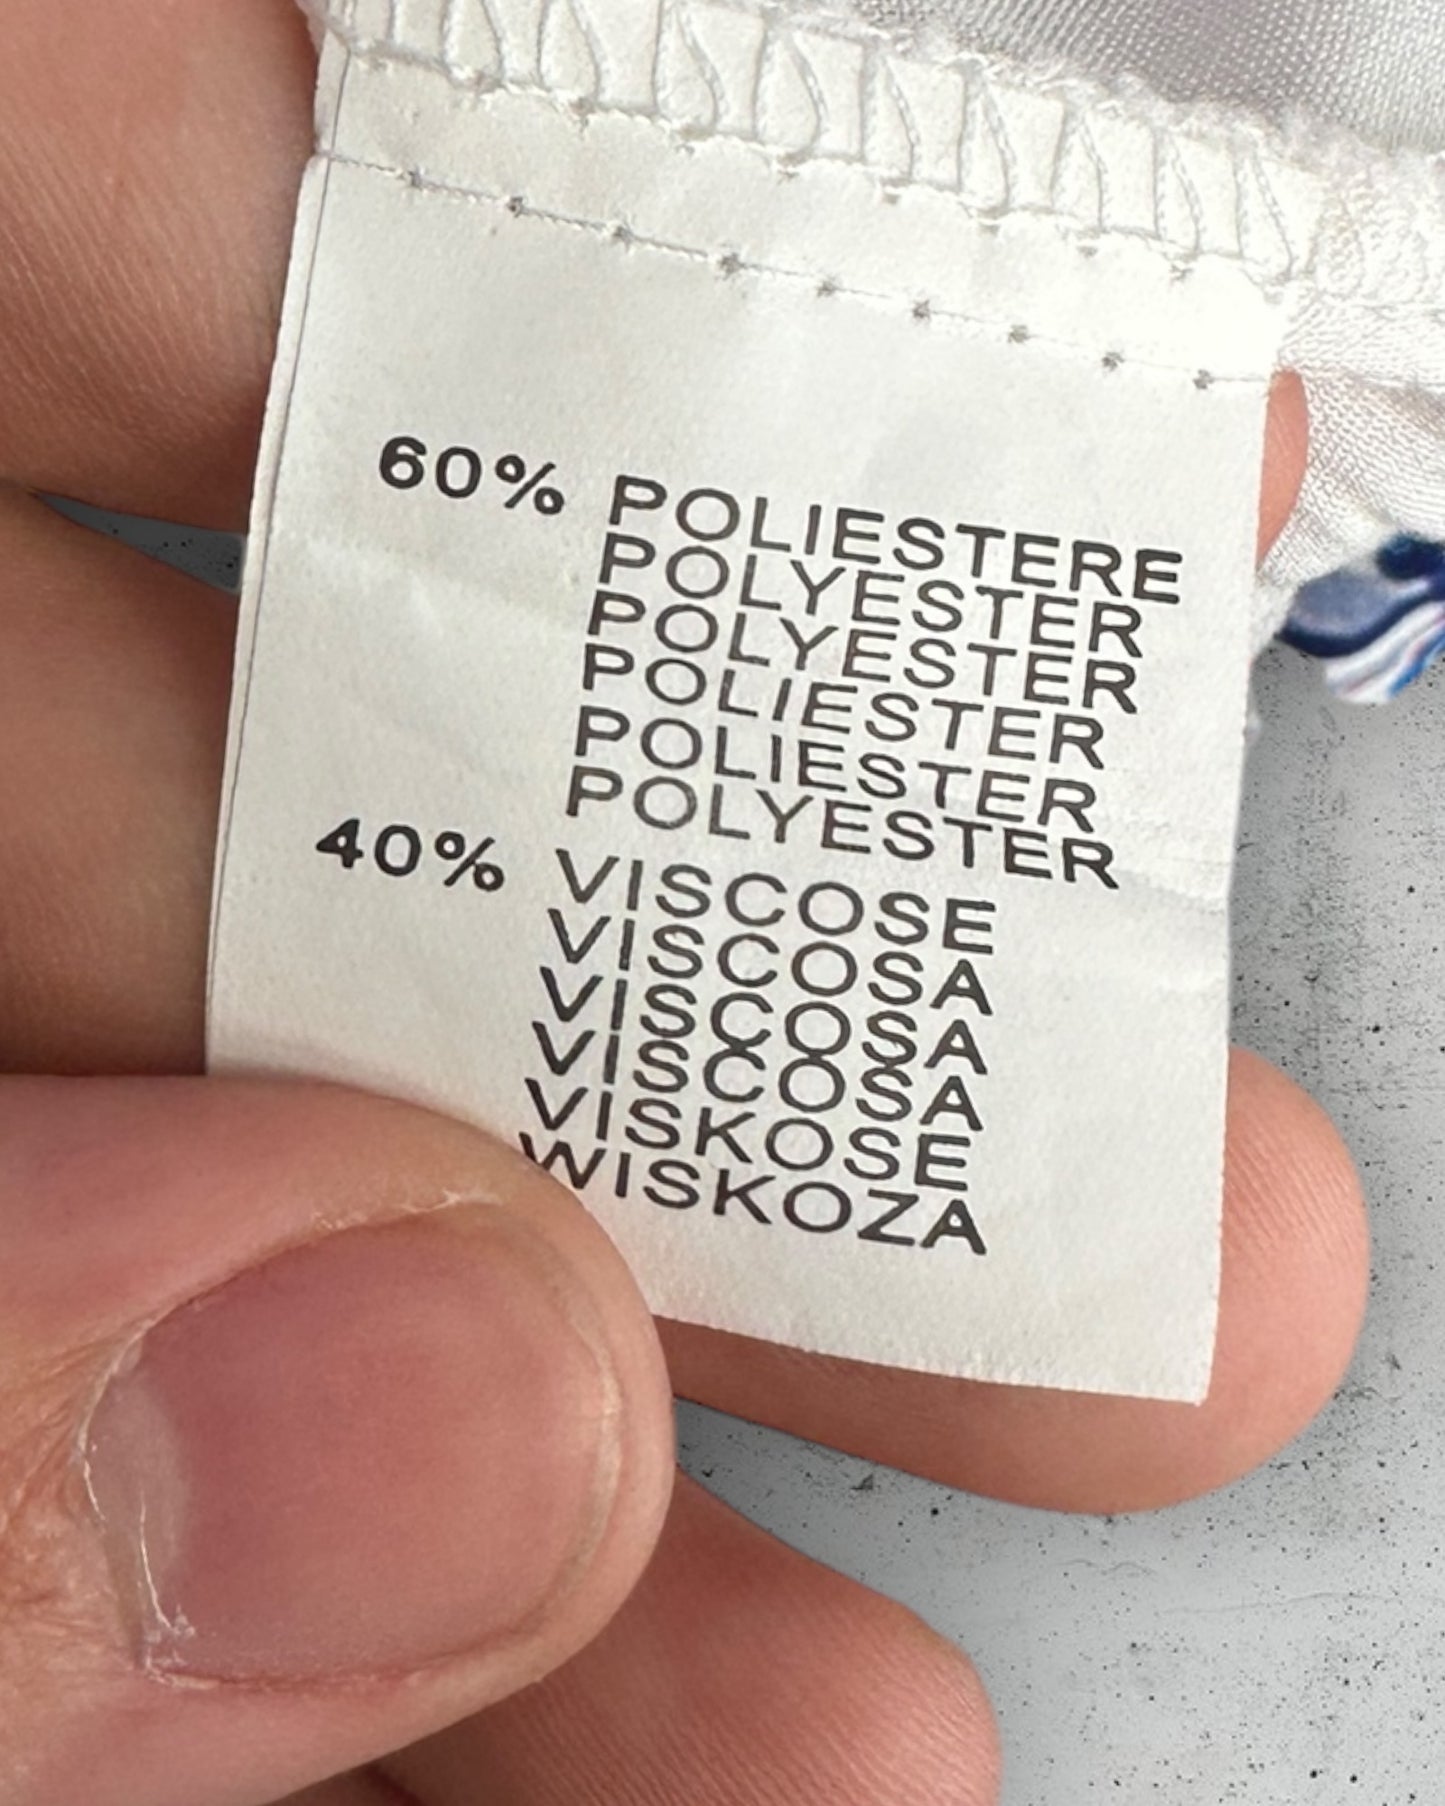 60% POLIESTERE
POLYESTER
POLYESTER
POLIESTER
POLIESTER
POLYESTER
40% VISCOSE
VISCOSA
VISCOSA
VISCOSA
VISKOSE
WISKOZA